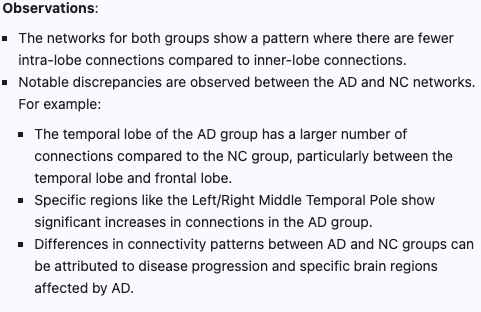 Observations:
▪ The networks for both groups show a pattern where there are fewer
intra-lobe connections compared to inner-lobe connections.
▪ Notable discrepancies are observed between the AD and NC networks.
For example:
▪ The temporal lobe of the AD group has a larger number of
connections compared to the NC group, particularly between the
temporal lobe and frontal lobe.
▪ Specific regions like the Left/Right Middle Temporal Pole show
significant increases in connections in the AD group.
▪ Differences in connectivity patterns between AD and NC groups can
be attributed to disease progression and specific brain regions
affected by AD.